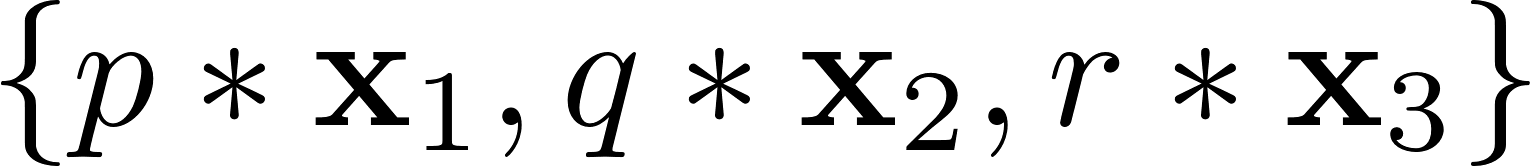 {p ∗ 𝐱₁, q ∗ 𝐱₂, r ∗ 𝐱₃}